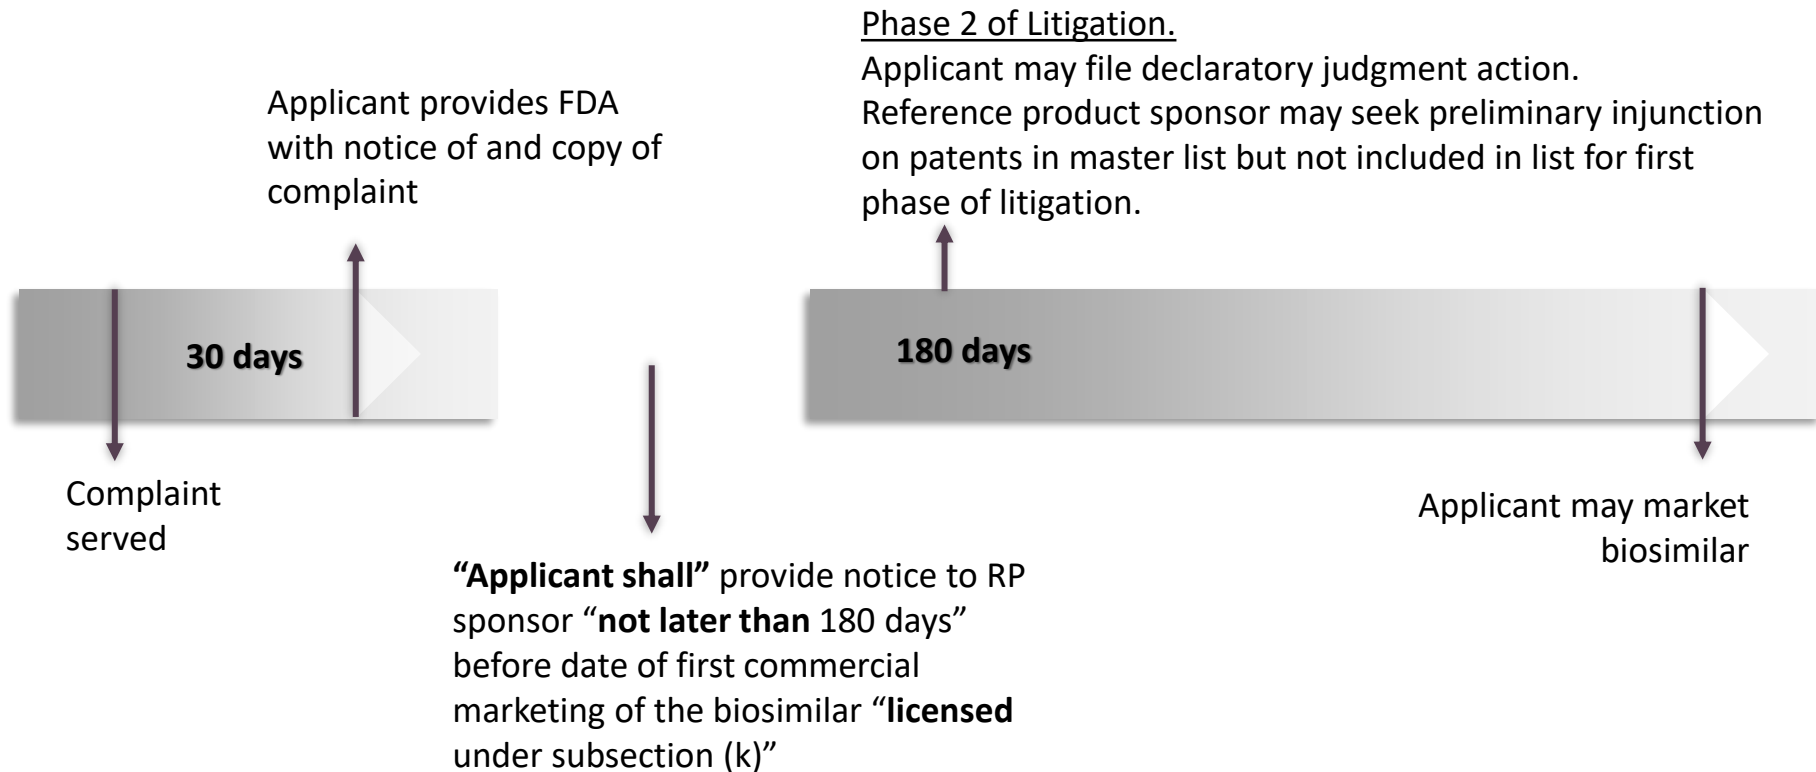 Phase 2 of Litigation.
Applicant may file declaratory judgment action.
Reference product sponsor may seek preliminary injunction
on patents in master list but not included in list for first
phase of litigation.
Applicant provides FDA
with notice of and copy of
complaint
30 days
180 days
Complaint
served
“Applicant shall” provide notice to RP
sponsor “not later than 180 days”
before date of first commercial
marketing of the biosimilar “licensed
under subsection (k)”
Applicant may market
biosimilar